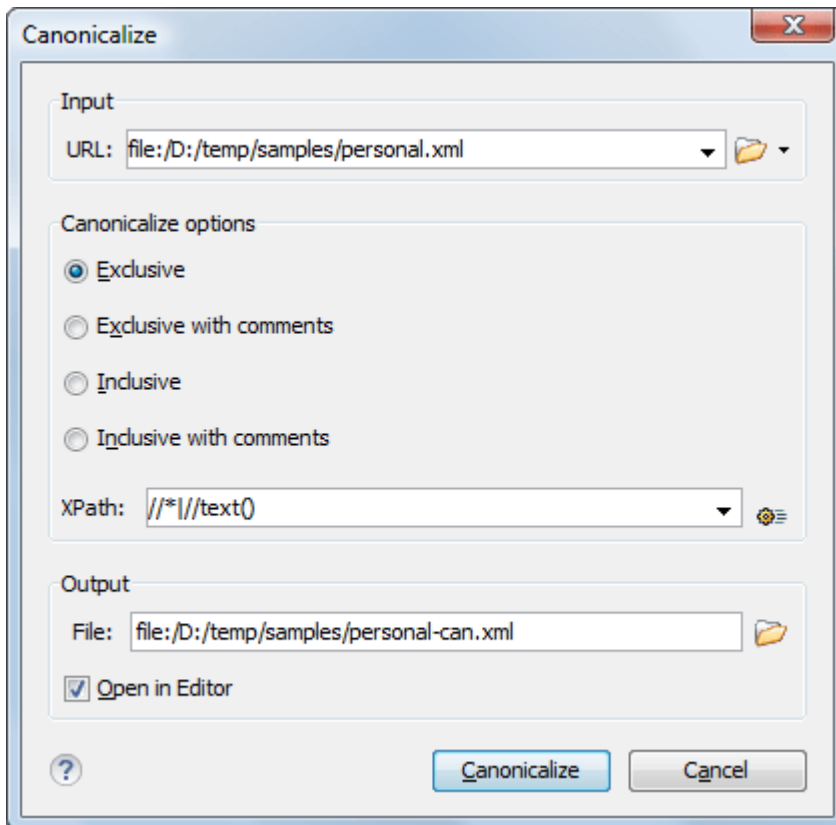 Canonicalize
Input
URL: file:/D:/temp/samples/personal.xml
Canonicalize options
Exclusive
Exclusive with comments
Inclusive
Inclusive with comments
XPath: //*|//text()
Output
File: file:/D:/temp/samples/personal-can.xml
Open in Editor
? Canonicalize Cancel